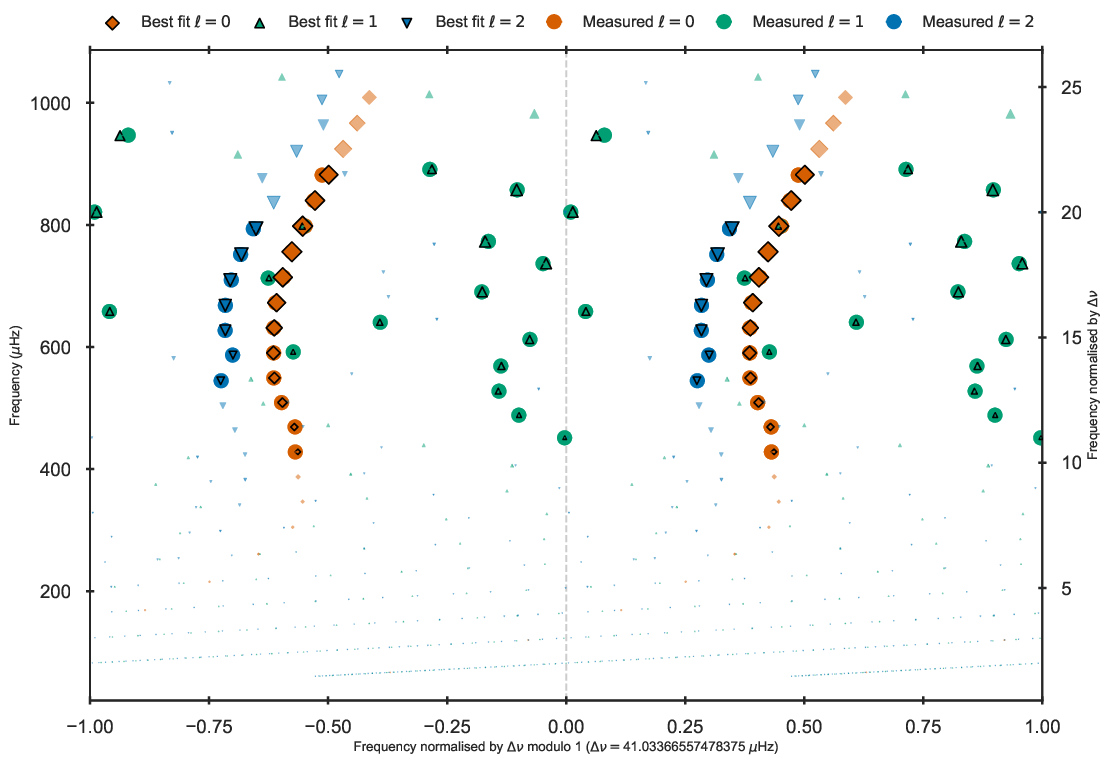 Best fit ℓ = 0 Best fit ℓ = 1 Best fit ℓ = 2 Measured ℓ = 0 Measured ℓ = 1 Measured ℓ = 2
1000
800
600
400
200
Frequency (μHz)
25
20
15
10
5
Frequency normalised by Δν
−1.00 −0.75 −0.50 −0.25 0.00 0.25 0.50 0.75 1.00
Frequency normalised by Δν modulo 1 (Δν = 41.03366557478375 μHz)